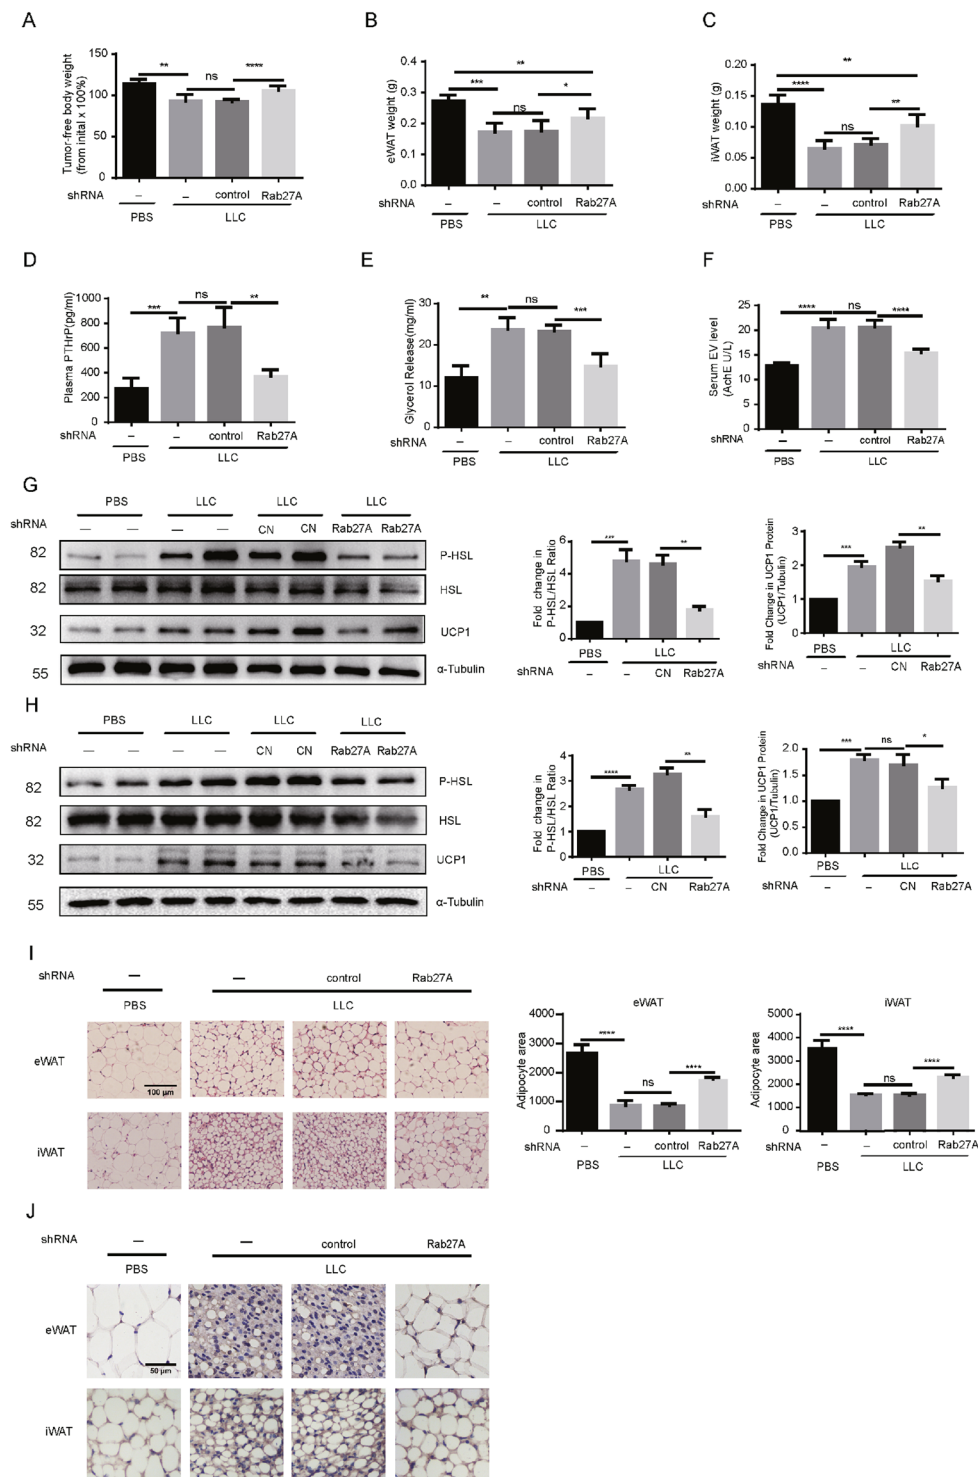 A
Tumor-free body weight
(from inital x 100%)
150
100
50
0
**
ns
****
shRNA
–
–
control
Rab27A
PBS
LLC
B
eWAT weight (g)
0.4
0.3
0.2
0.1
0.0
**
***
ns
*
shRNA
–
–
control
Rab27A
PBS
LLC
C
iWAT weight (g)
0.20
0.15
0.10
0.05
0.00
**
****
ns
**
shRNA
–
–
control
Rab27A
PBS
LLC
D
Plasma PTHrP(pg/ml)
1000
800
600
400
200
0
***
ns
**
shRNA
–
–
control
Rab27A
PBS
LLC
E
Glycerol Release(mg/ml)
30
20
10
0
**
ns
***
shRNA
–
–
control
Rab27A
PBS
LLC
F
Serum EV level
(AchE U/L)
25
20
15
10
5
0
****
ns
****
shRNA
–
–
control
Rab27A
PBS
LLC
G
PBS
LLC
LLC
LLC
shRNA
—
—
—
—
CN
CN
Rab27A
Rab27A
82
P-HSL
82
HSL
32
UCP1
55
α-Tubulin
Fold change in
P-HSL/HSL Ratio
8
6
4
2
0
***
**
PBS
LLC
shRNA
–
–
CN
Rab27A
Fold Change in UCP1 Protein
(UCP1/Tubulin)
3
2
1
0
***
**
PBS
LLC
shRNA
–
–
CN
Rab27A
H
PBS
LLC
LLC
LLC
shRNA
—
—
—
—
CN
CN
Rab27A
Rab27A
82
P-HSL
82
HSL
32
UCP1
55
α-Tubulin
Fold change in
P-HSL/HSL Ratio
6
4
2
0
****
**
PBS
LLC
shRNA
–
–
CN
Rab27A
Fold Change in UCP1 Protein
(UCP1/Tubulin)
2.0
1.5
1.0
0.5
0.0
***
ns
*
PBS
LLC
shRNA
–
–
CN
Rab27A
I
shRNA
—
—
control
Rab27A
PBS
LLC
eWAT
100 μm
iWAT
eWAT
Adipocyte area
4000
3000
2000
1000
0
****
ns
****
shRNA
–
–
control
Rab27A
PBS
LLC
iWAT
Adipocyte area
5000
4000
3000
2000
1000
0
****
ns
****
shRNA
–
–
control
Rab27A
PBS
LLC
J
shRNA
—
—
control
Rab27A
PBS
LLC
eWAT
50 μm
iWAT